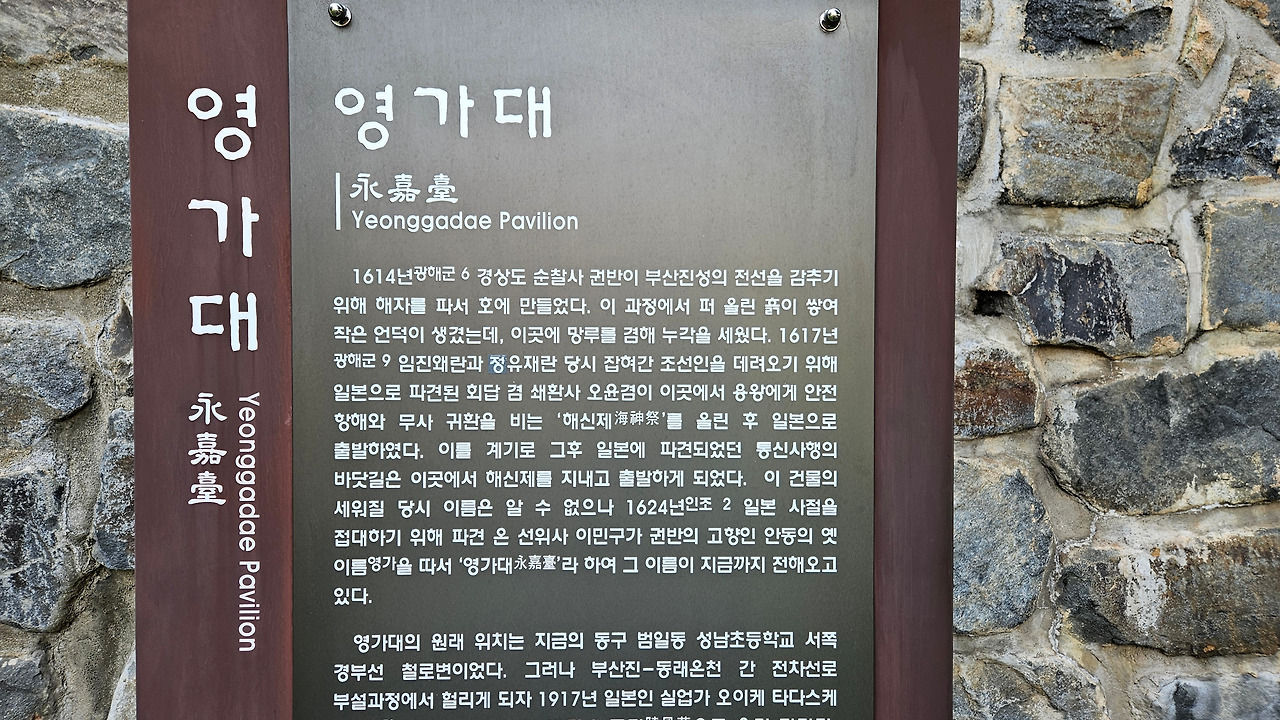 영가대
永嘉臺
Yeonggadae Pavilion
영가대
永嘉臺
Yeonggadae Pavilion
1614년광해군 6 경상도 순찰사 권반이 부산진성의 전선을 감추기
위해 해자를 파서 호에 만들었다. 이 과정에서 퍼 올린 흙이 쌓여
작은 언덕이 생겼는데, 이곳에 망루를 겸해 누각을 세웠다. 1617년
광해군 9 임진왜란과 정유재란 당시 잡혀간 조선인을 데려오기 위해
일본으로 파견된 회답 겸 쇄환사 오윤겸이 이곳에서 용왕에게 안전
항해와 무사 귀환을 비는 ‘해신제海神祭’를 올린 후 일본으로
출발하였다. 이를 계기로 그후 일본에 파견되었던 통신사행의
바닷길은 이곳에서 해신제를 지내고 출발하게 되었다. 이 건물의
세워질 당시 이름은 알 수 없으나 1624년인조 2 일본 사절을
접대하기 위해 파견 온 선위사 이민구가 권반의 고향인 안동의 옛
이름영가을 따서 ‘영가대永嘉臺’라 하여 그 이름이 지금까지 전해오고
있다.
영가대의 원래 위치는 지금의 동구 범일동 성남초등학교 서쪽
경부선 철로변이었다. 그러나 부산진-동래온천 간 전차선로
부설과정에서 헐리게 되자 1917년 일본인 실업가 오이케 타다스케